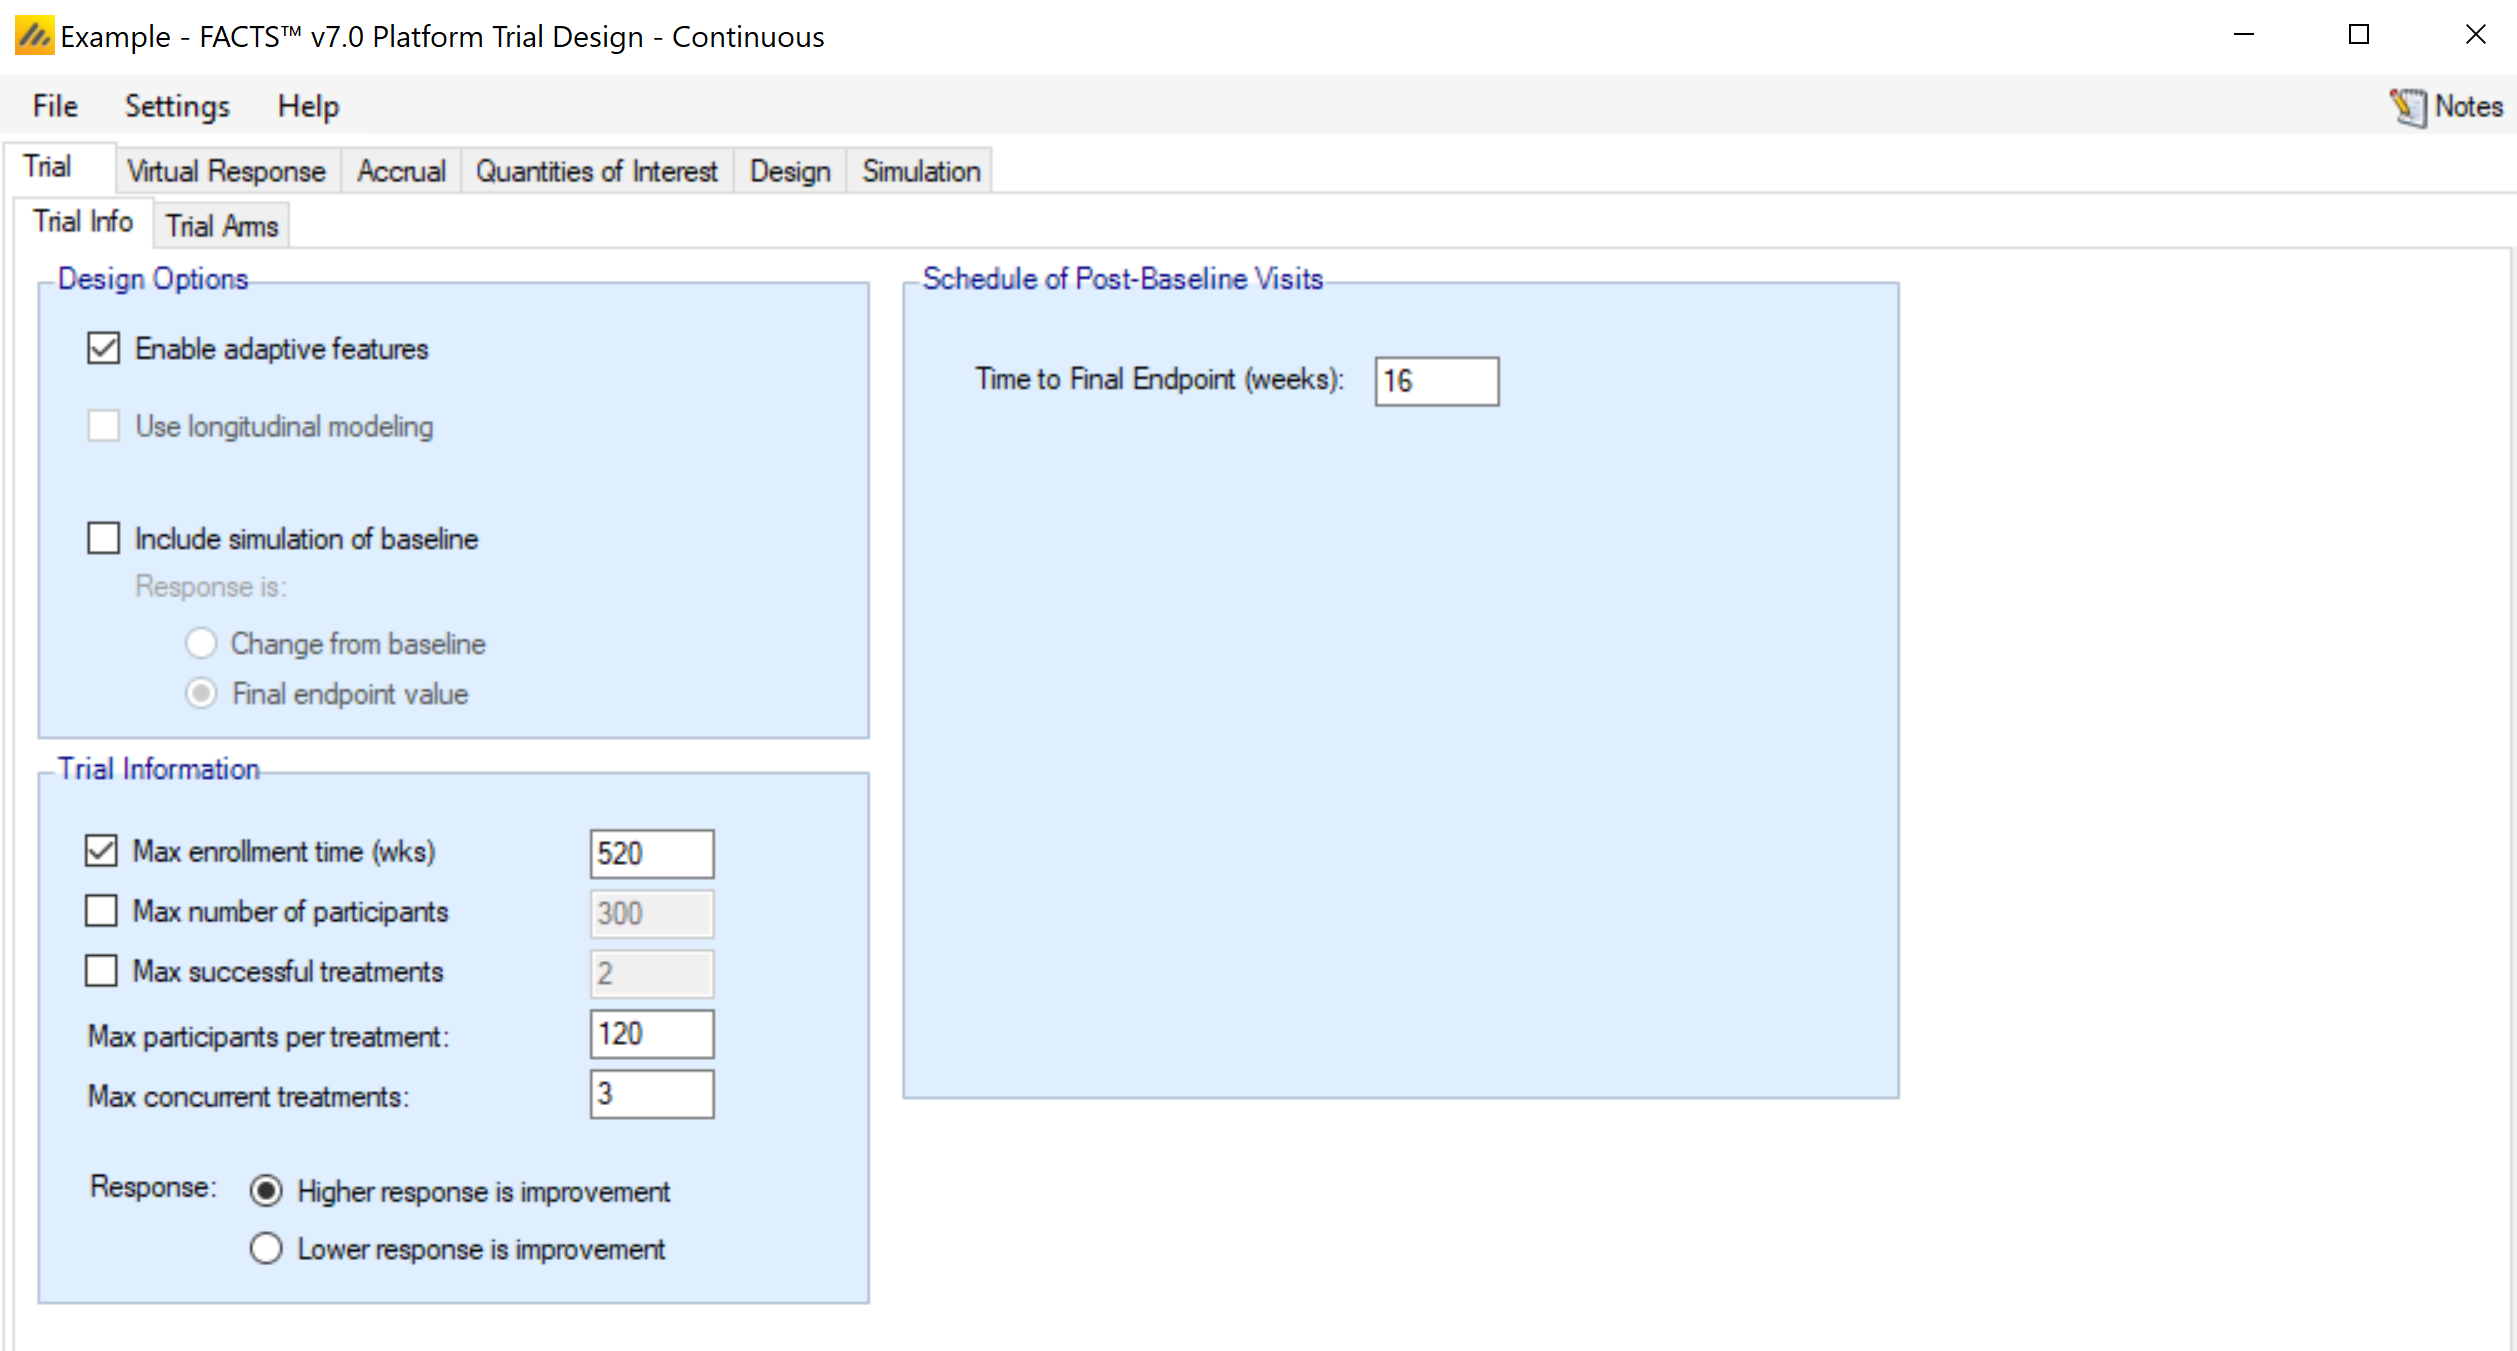 Example - FACTS™ v7.0 Platform Trial Design - Continuous
File Settings Help Notes
Trial Virtual Response Accrual Quantities of Interest Design Simulation
Trial Info Trial Arms
Design Options
Enable adaptive features
Use longitudinal modeling
Include simulation of baseline
Response is:
Change from baseline
Final endpoint value
Schedule of Post-Baseline Visits
Time to Final Endpoint (weeks): 16
Trial Information
Max enrollment time (wks) 520
Max number of participants 300
Max successful treatments 2
Max participants per treatment: 120
Max concurrent treatments: 3
Response: Higher response is improvement
Lower response is improvement